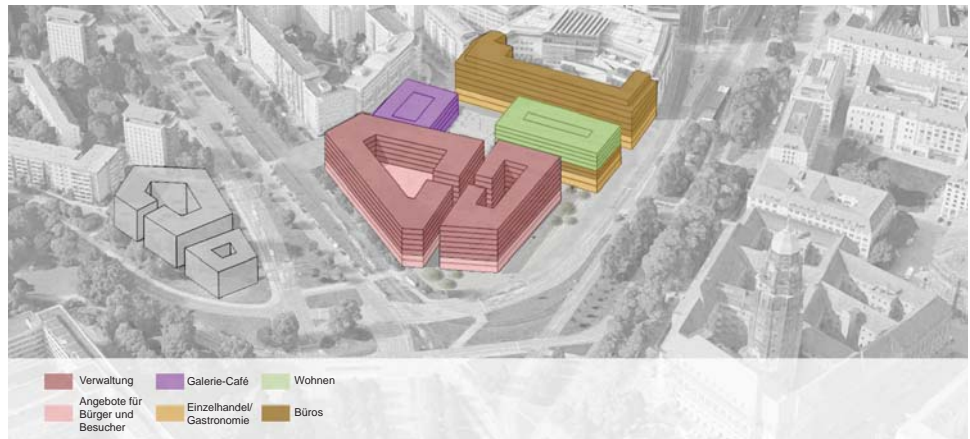 Verwaltung
Angebote für
Bürger und
Besucher
Galerie-Café
Einzelhandel/
Gastronomie
Wohnen
Büros